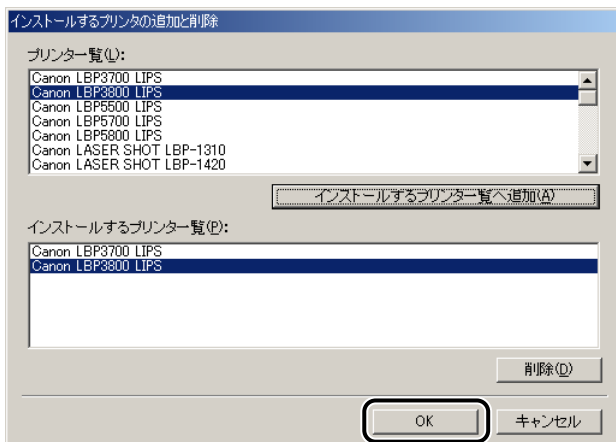 インストールするプリンタの追加と削除
プリンター覧(L):
Canon LBP3700 LIPS
Canon LBP3800 LIPS
Canon LBP5500 LIPS
Canon LBP5700 LIPS
Canon LBP5800 LIPS
Canon LASER SHOT LBP-1310
Canon LASER SHOT LBP-1420
インストールするプリンター覧へ追加(A)
インストールするプリンター覧(P):
Canon LBP3700 LIPS
Canon LBP3800 LIPS
削除(D)
OK
キャンセル